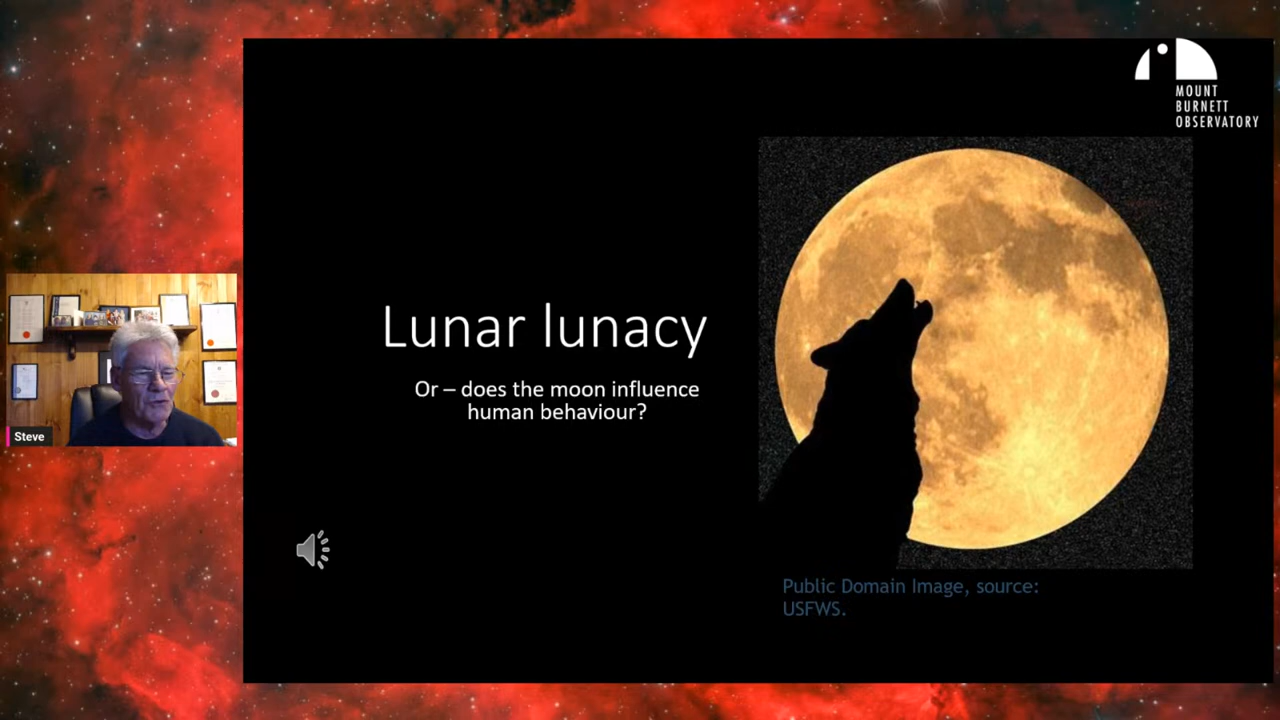 MOUNT
BURNETT
OBSERVATORY
Lunar lunacy
Or – does the moon influence
human behaviour?
Steve
Public Domain Image, source:
USFWS.